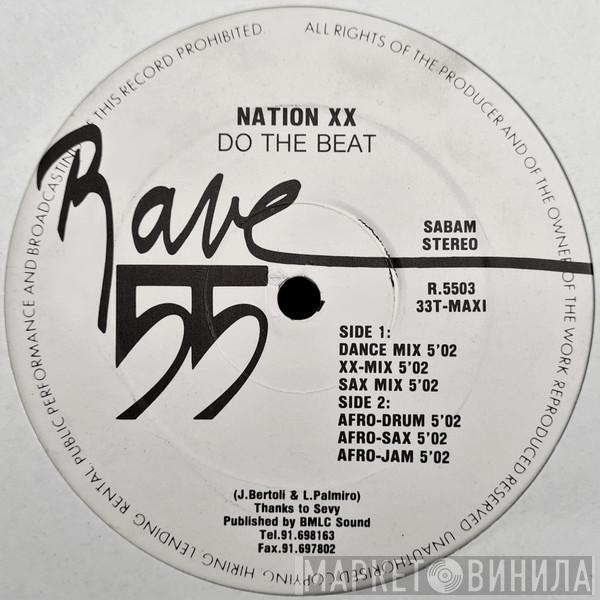 ALL RIGHTS OF THE PRODUCER AND OF THE OWNER OF THE WORK REPRODUCED RESERVED UNAUTHORISED COPYING, HIRING, LENDING, RENTAL, PUBLIC PERFORMANCE AND BROADCASTING THIS RECORD PROHIBITED.
NATION XX
DO THE BEAT
Rave
55
SABAM
STEREO
R.5503
33T-MAXI
SIDE 1:
DANCE MIX 5'02
XX-MIX 5'02
SAX MIX 5'02
SIDE 2:
AFRO-DRUM 5'02
AFRO-SAX 5'02
AFRO-JAM 5'02
(J.Bertoli & L.Palmiro)
Thanks to Sevy
Published by BMLC Sound
Tel.91.698163
Fax.91.697802
МАРКЕТ ВИНИЛА